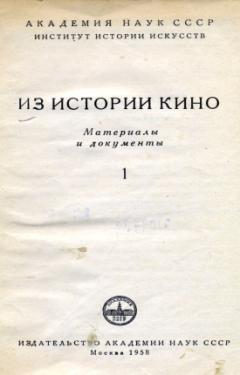 АКАДЕМИЯ НАУК СССР
ИНСТИТУТ ИСТОРИИ ИСКУССТВ
ИЗ ИСТОРИИ КИНО
Материалы
и документы
1
ИЗДАТЕЛЬСТВО АКАДЕМИИ НАУК СССР
Москва 1958